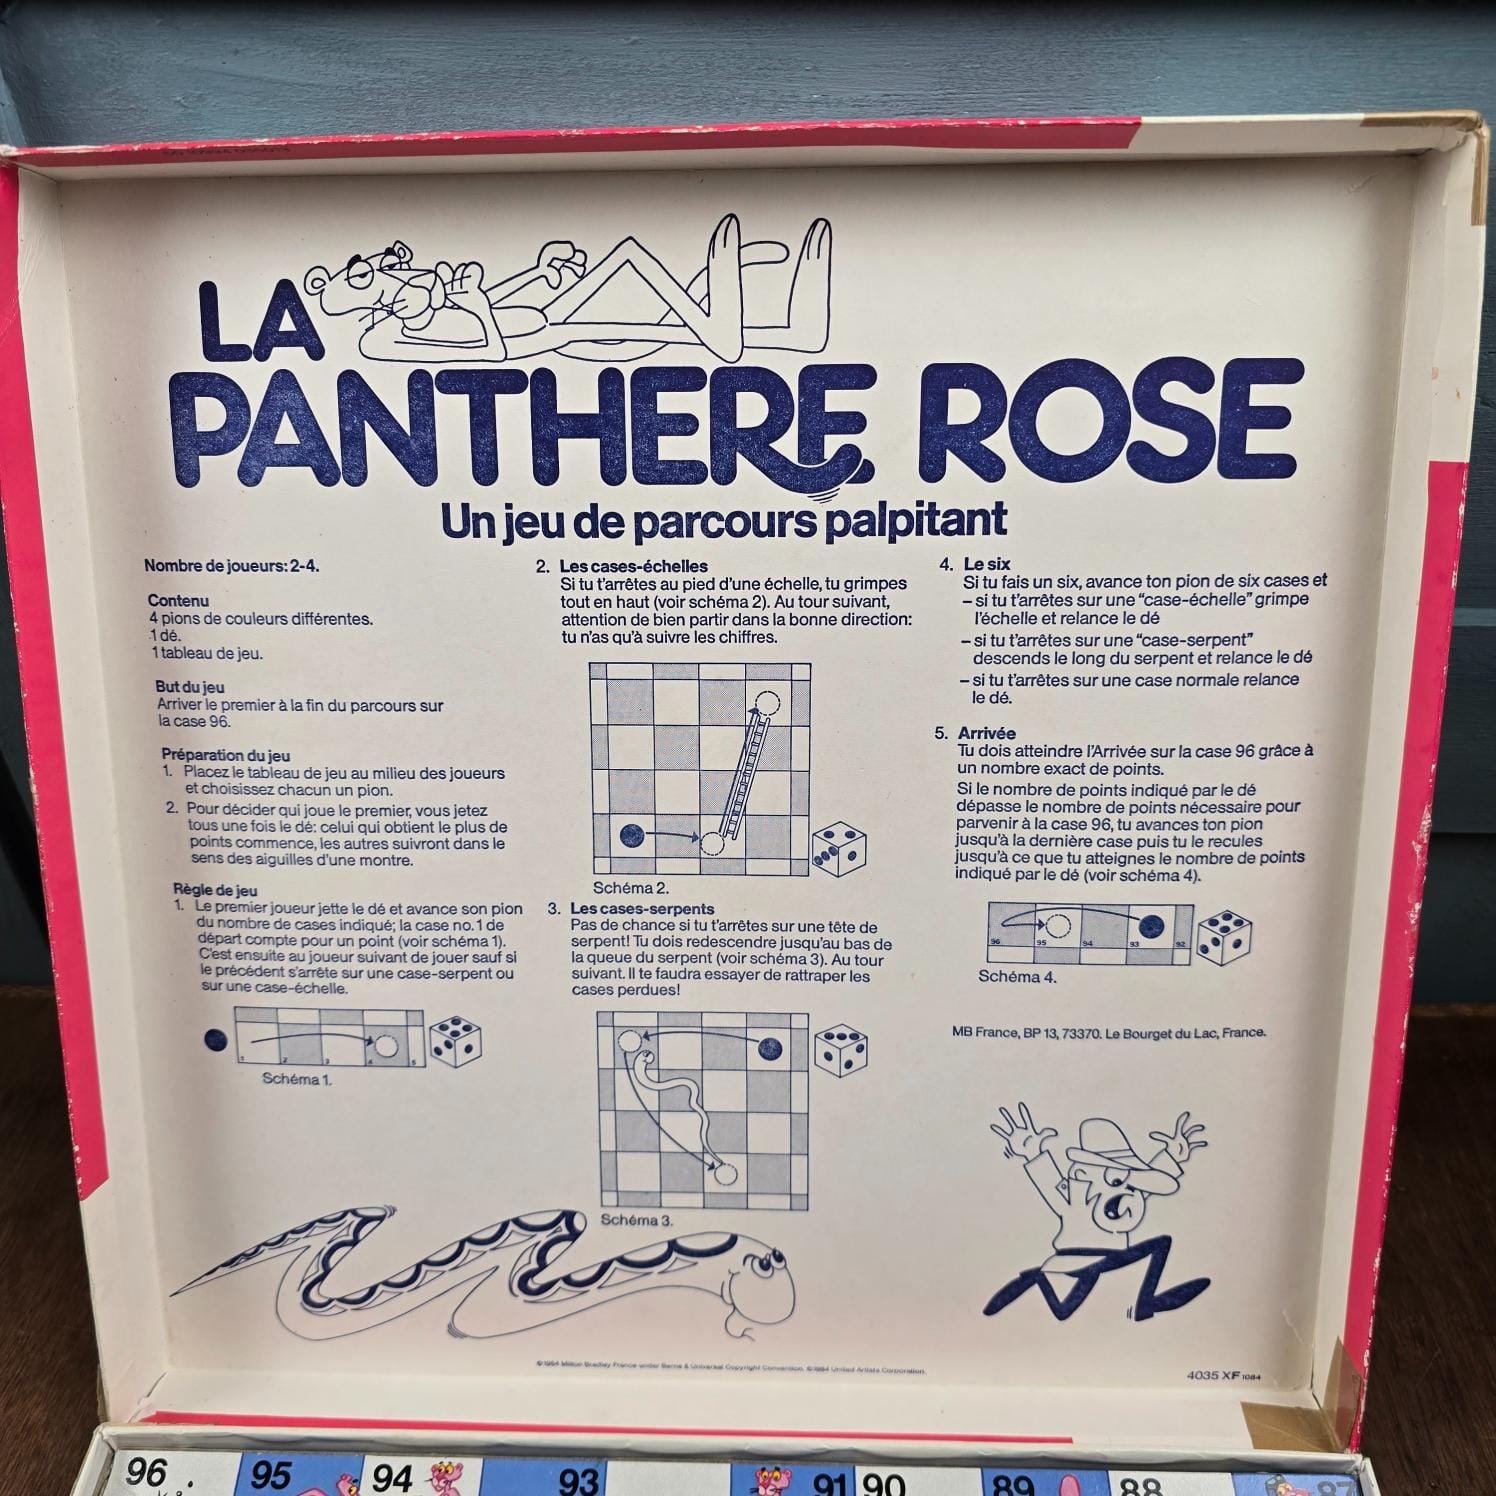 LA
PANTHERE ROSE
Un jeu de parcours palpitant
Nombre de joueurs: 2-4.
Contenu
4 pions de couleurs différentes.
1 dé.
1 tableau de jeu.
But du jeu
Arriver le premier à la fin du parcours sur
la case 96.
Préparation du jeu
1. Placez le tableau de jeu au milieu des joueurs
et choisissez chacun un pion.
2. Pour décider qui joue le premier, vous jetez
tous une fois le dé: celui qui obtient le plus de
points commence, les autres suivront dans le
sens des aiguilles d'une montre.
Règle de jeu
1. Le premier joueur jette le dé et avance son pion
du nombre de cases indiqué; la case no. 1 de
départ compte pour un point (voir schéma 1).
C'est ensuite au joueur suivant de jouer sauf si
le précédent s'arrête sur une case-serpent ou
sur une case-échelle.
1 2 3 4 5
Schéma 1.
2. Les cases-échelles
Si tu t'arrêtes au pied d'une échelle, tu grimpes
tout en haut (voir schéma 2). Au tour suivant,
attention de bien partir dans la bonne direction:
tu n'as qu'à suivre les chiffres.
Schéma 2.
3. Les cases-serpents
Pas de chance si tu t'arrêtes sur une tête de
serpent! Tu dois redescendre jusqu'au bas de
la queue du serpent (voir schéma 3). Au tour
suivant. Il te faudra essayer de rattraper les
cases perdues!
Schéma 3.
4. Le six
Si tu fais un six, avance ton pion de six cases et
– si tu t'arrêtes sur une "case-échelle" grimpe
l'échelle et relance le dé
– si tu t'arrêtes sur une "case-serpent"
descends le long du serpent et relance le dé
– si tu t'arrêtes sur une case normale relance
le dé.
5. Arrivée
Tu dois atteindre l'Arrivée sur la case 96 grâce à
un nombre exact de points.
Si le nombre de points indiqué par le dé
dépasse le nombre de points nécessaire pour
parvenir à la case 96, tu avances ton pion
jusqu'à la dernière case puis tu le recules
jusqu'à ce que tu atteignes le nombre de points
indiqué par le dé (voir schéma 4).
96 95 94 93 92
Schéma 4.
MB France, BP 13, 73370. Le Bourget du Lac, France.
©1984 Milton Bradley France under Berne & Universal Copyright Convention. ©1984 United Artists Corporation.
4035 XF 1084
96 95 94 93 91 90 89 88 87